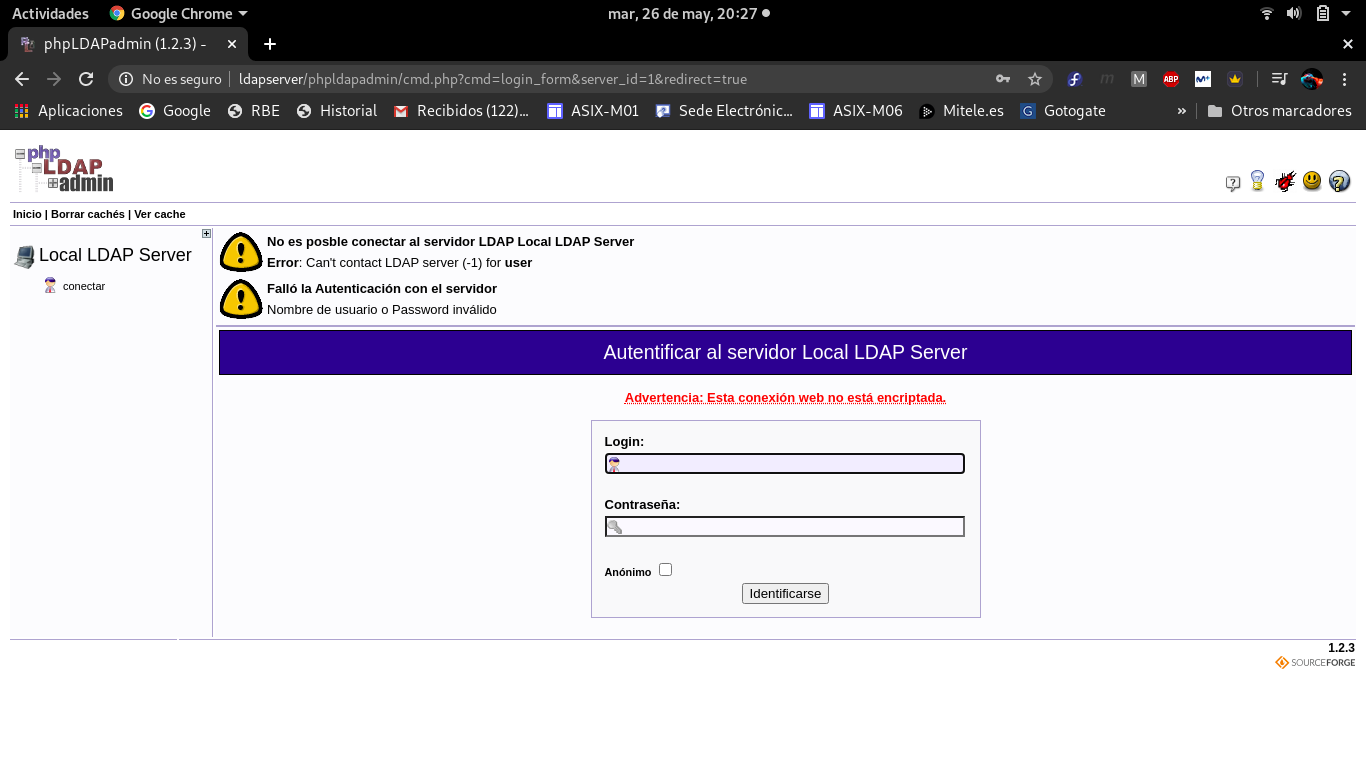 Actividades Google Chrome mar, 26 de may, 20:27
phpLDAPadmin (1.2.3) -
No es seguro ldapserver/phpldapadmin/cmd.php?cmd=login_form&server_id=1&redirect=true M ABP M+
Aplicaciones Google RBE Historial Recibidos (122)... ASIX-M01 Sede Electrónic... ASIX-M06 Mitele.es G Gotogate » Otros marcadores
php
LDAP
admin
Inicio | Borrar cachés | Ver cache
Local LDAP Server
conectar
No es posble conectar al servidor LDAP Local LDAP Server
Error: Can't contact LDAP server (-1) for user
Falló la Autenticación con el servidor
Nombre de usuario o Password inválido
Autentificar al servidor Local LDAP Server
Advertencia: Esta conexión web no está encriptada.
Login:
Contraseña:
Anónimo
Identificarse
1.2.3
SOURCEFORGE